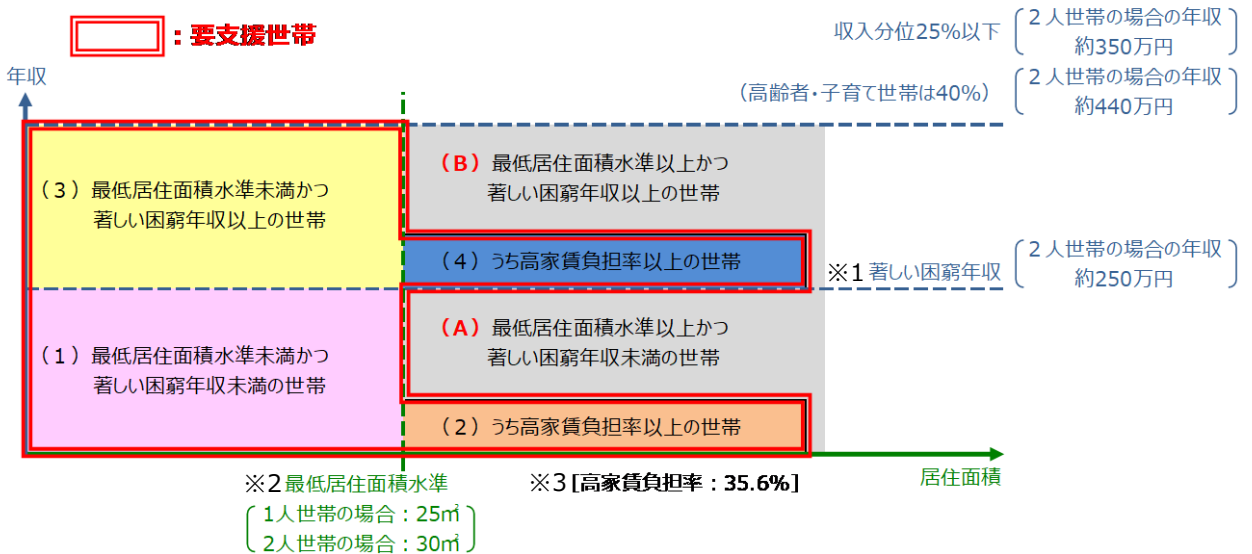 ：要支援世帯
収入分位25%以下
２人世帯の場合の年収
約350万円
年収
（高齢者・子育て世帯は40%）
２人世帯の場合の年収
約440万円
（３）最低居住面積水準未満かつ
著しい困窮年収以上の世帯
（B）最低居住面積水準以上かつ
著しい困窮年収以上の世帯
（４）うち高家賃負担率以上の世帯
※1 著しい困窮年収
２人世帯の場合の年収
約250万円
（１）最低居住面積水準未満かつ
著しい困窮年収未満の世帯
（A）最低居住面積水準以上かつ
著しい困窮年収未満の世帯
（２）うち高家賃負担率以上の世帯
居住面積
※2 最低居住面積水準
1人世帯の場合：25㎡
2人世帯の場合：30㎡
※3 [高家賃負担率：35.6%]